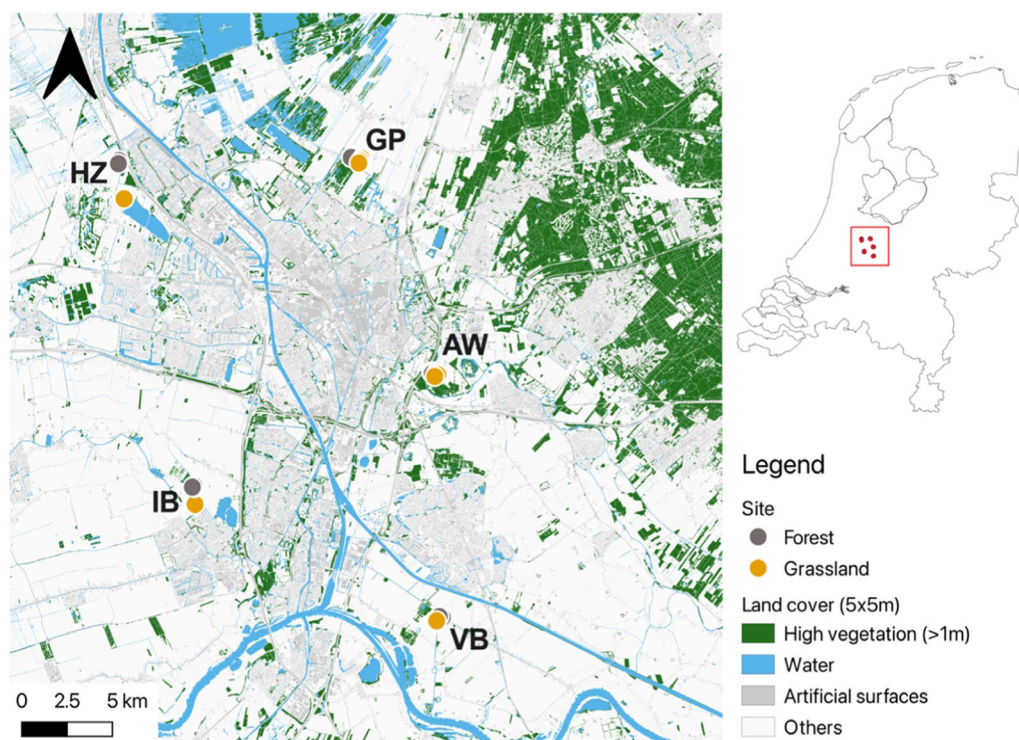 GP
HZ
AW
IB
VB
0 2.5 5 km
Legend
Site
Forest
Grassland
Land cover (5x5m)
High vegetation (>1m)
Water
Artificial surfaces
Others